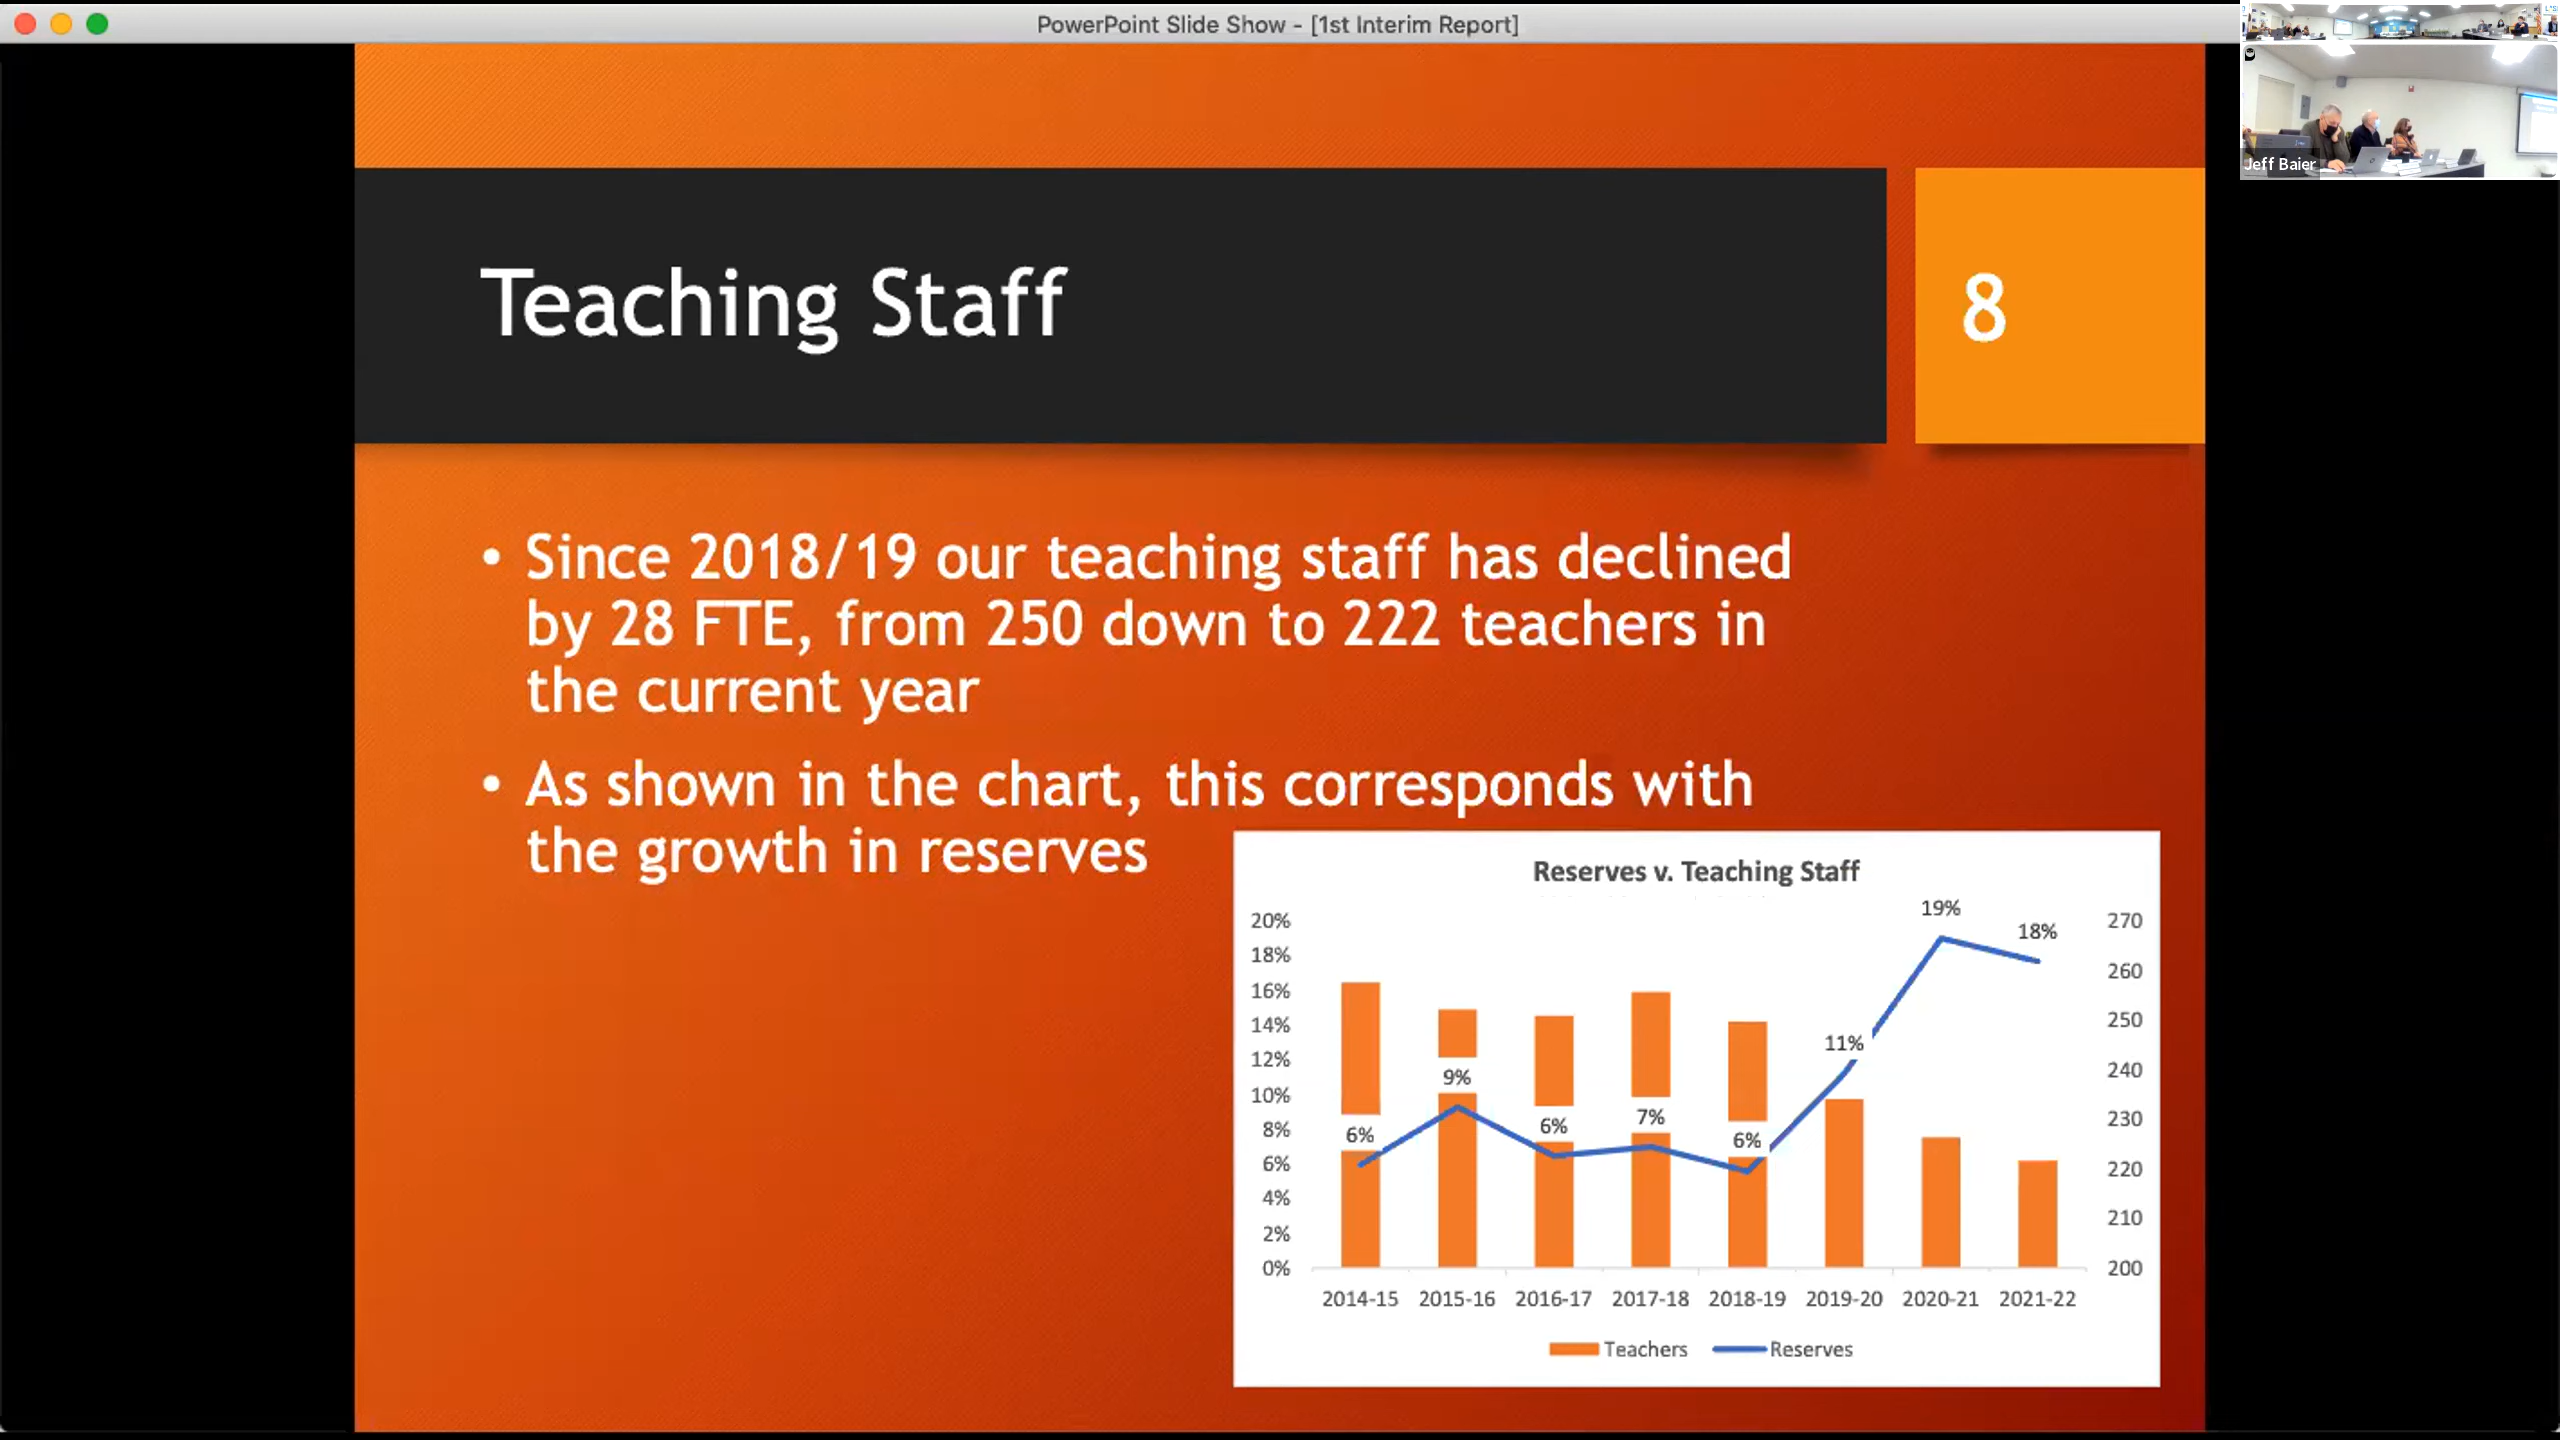 PowerPoint Slide Show - [1st Interim Report]
Jeff Baier
Teaching Staff
8
• Since 2018/19 our teaching staff has declined
by 28 FTE, from 250 down to 222 teachers in
the current year
• As shown in the chart, this corresponds with
the growth in reserves
Reserves v. Teaching Staff
20%
18%
16%
14%
12%
10%
8%
6%
4%
2%
0%
6%
9%
6%
7%
6%
11%
19%
18%
270
260
250
240
230
220
210
200
2014-15 2015-16 2016-17 2017-18 2018-19 2019-20 2020-21 2021-22
Teachers Reserves